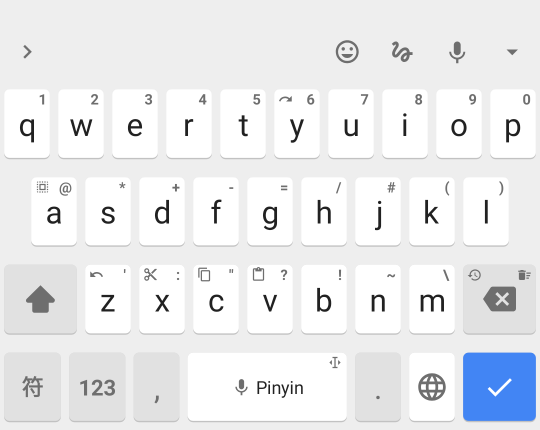 1 2 3 4 5 6 7 8 9 0
q w e r t y u i o p
@ * + - = / # ( )
a s d f g h j k l
' : " ? ! ~ \
z x c v b n m
符 123 , Pinyin .